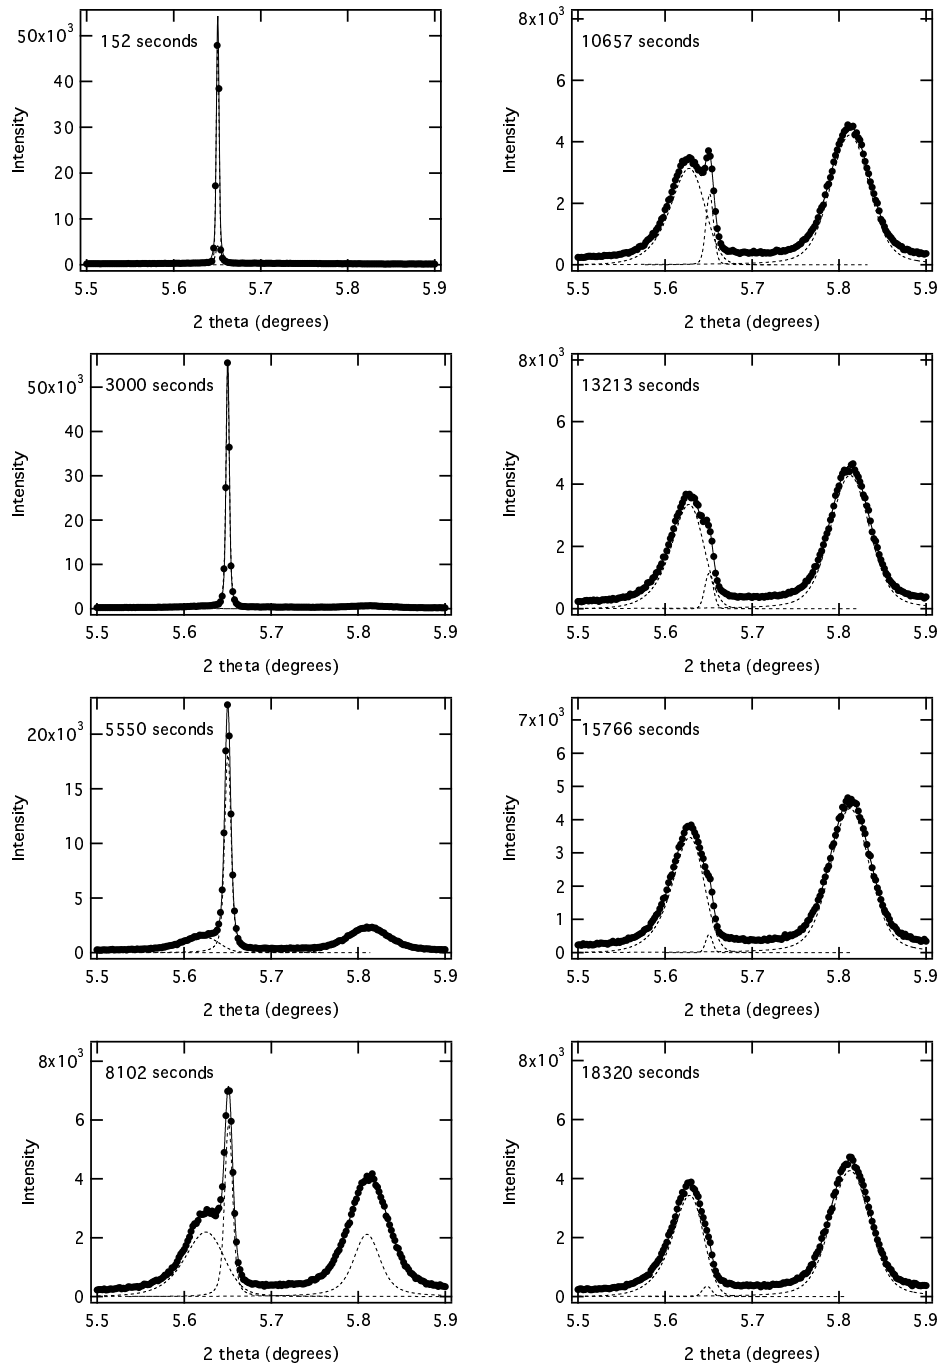 50x10³
152 seconds
40
30
20
10
0
Intensity
5.5 5.6 5.7 5.8 5.9
2 theta (degrees)
8x10³
10657 seconds
6
4
2
0
Intensity
5.5 5.6 5.7 5.8 5.9
2 theta (degrees)
50x10³
3000 seconds
40
30
20
10
0
Intensity
5.5 5.6 5.7 5.8 5.9
2 theta (degrees)
8x10³
13213 seconds
6
4
2
0
Intensity
5.5 5.6 5.7 5.8 5.9
2 theta (degrees)
20x10³
5550 seconds
15
10
5
0
Intensity
5.5 5.6 5.7 5.8 5.9
2 theta (degrees)
7x10³
15766 seconds
6
5
4
3
2
1
0
Intensity
5.5 5.6 5.7 5.8 5.9
2 theta (degrees)
8x10³
8102 seconds
6
4
2
0
Intensity
5.5 5.6 5.7 5.8 5.9
2 theta (degrees)
8x10³
18320 seconds
6
4
2
0
Intensity
5.5 5.6 5.7 5.8 5.9
2 theta (degrees)